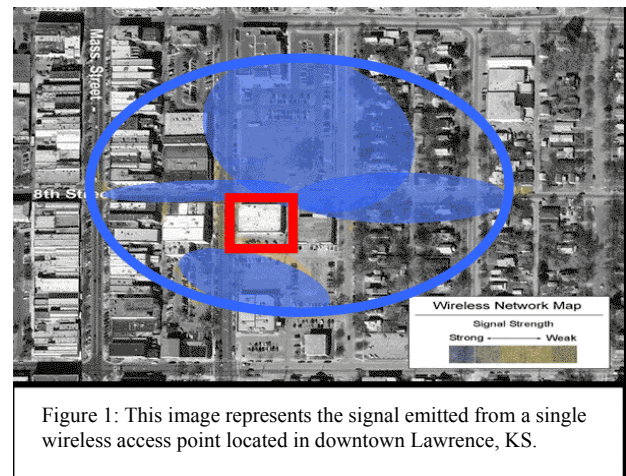 Mass. Street
8th Stre
Wireless Network Map
Signal Strength
Strong Weak
Figure 1: This image represents the signal emitted from a single
wireless access point located in downtown Lawrence, KS.